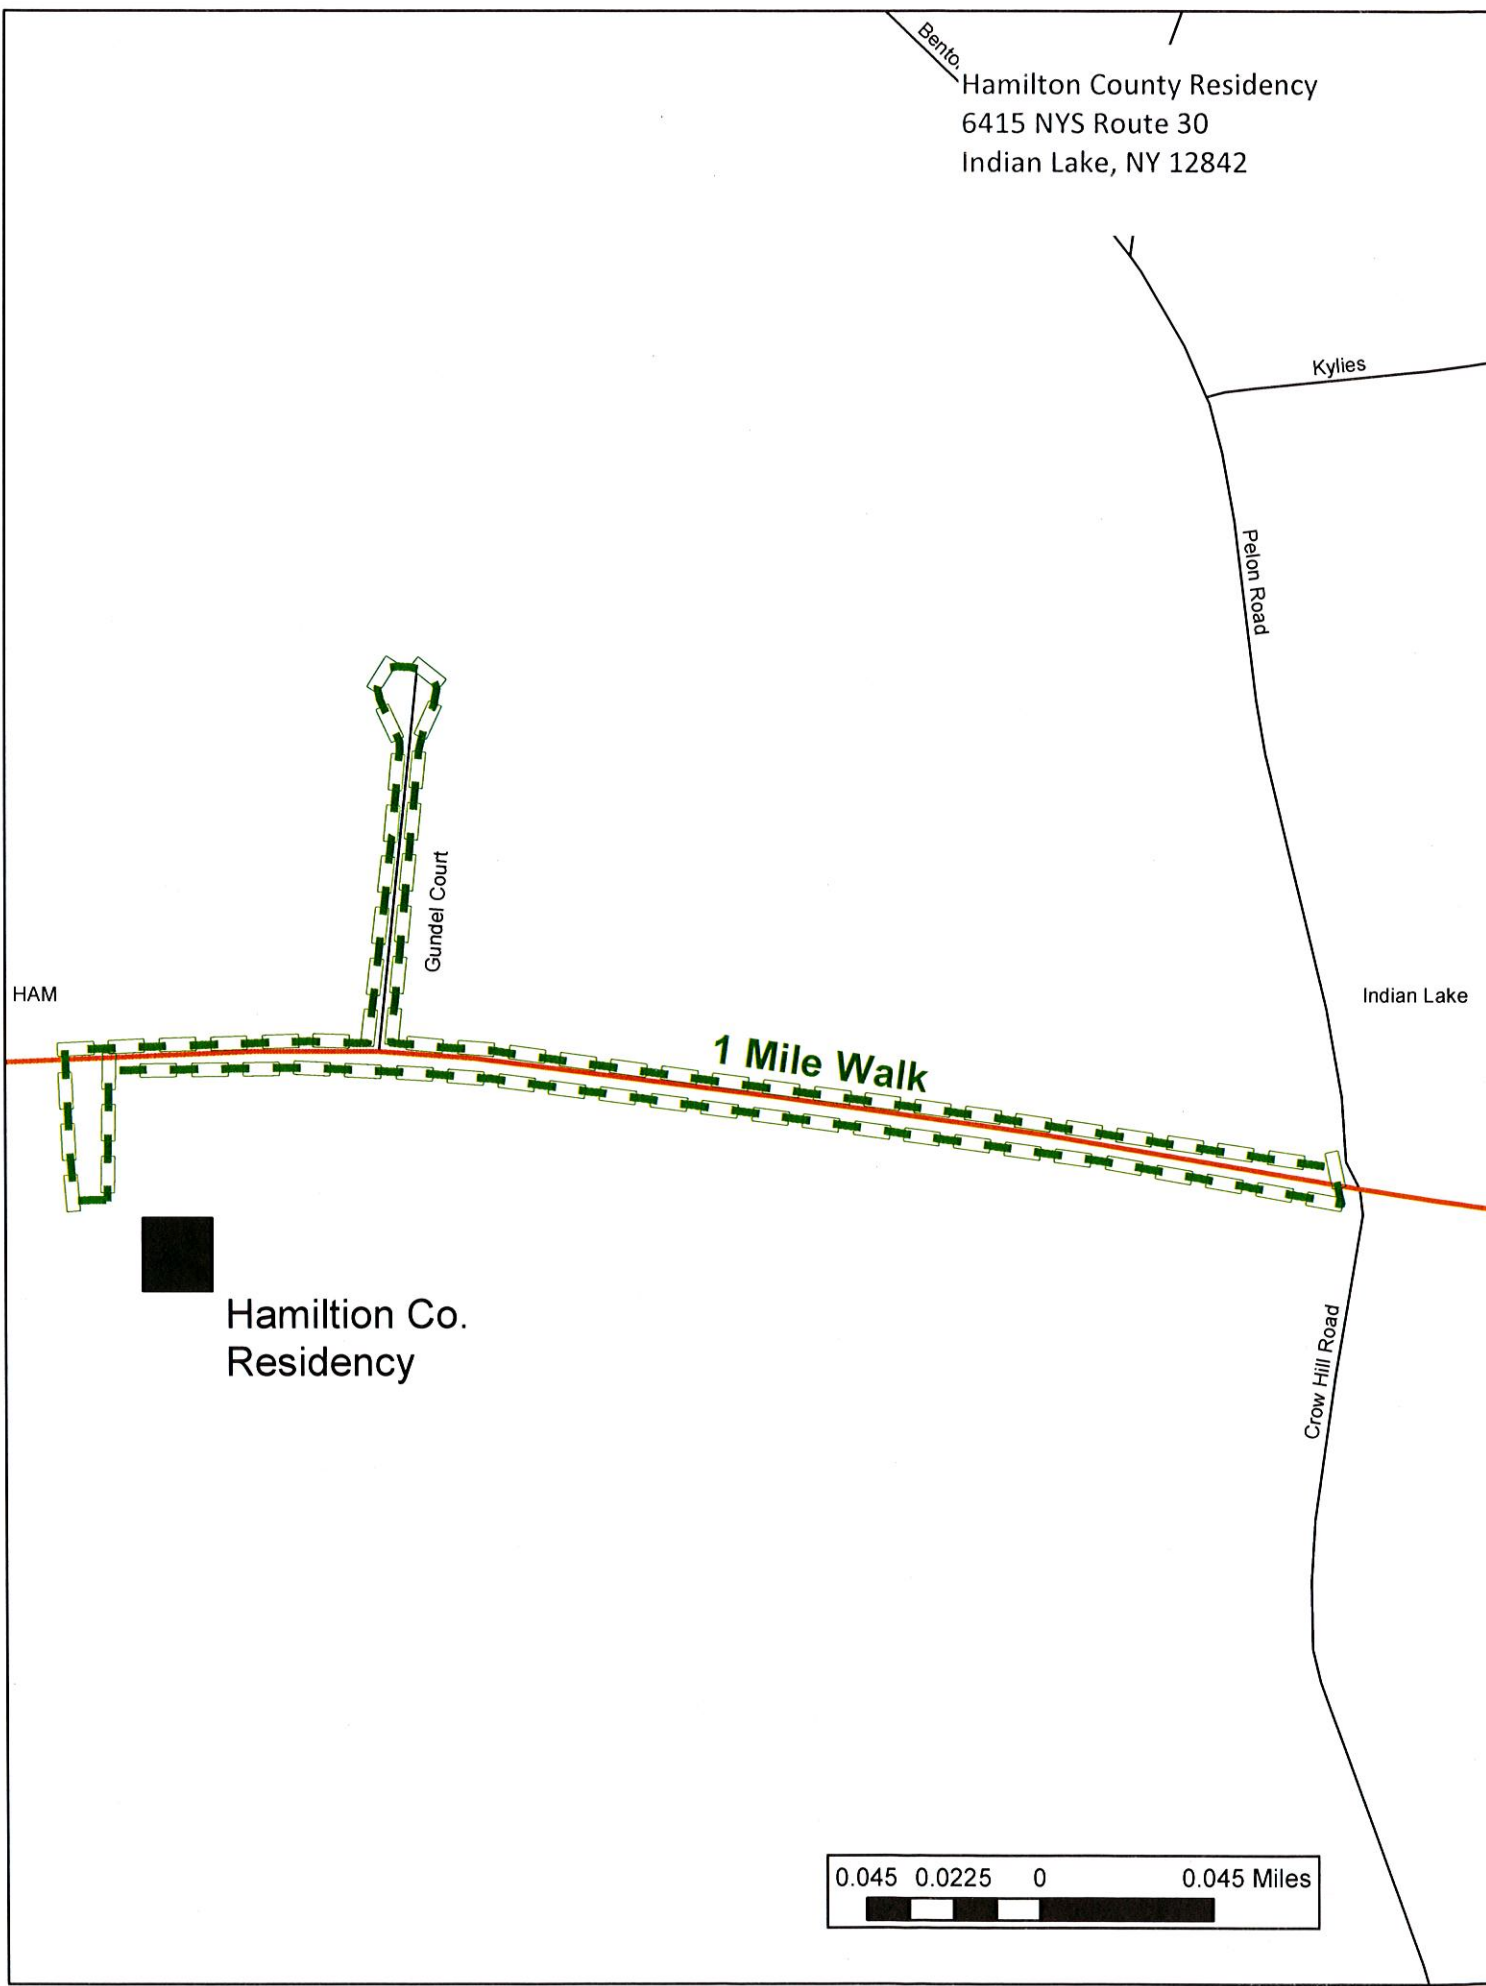 Bento
Hamilton County Residency
6415 NYS Route 30
Indian Lake, NY 12842
Kylies
Pelon Road
Gundel Court
HAM
Indian Lake
1 Mile Walk
Hamiltion Co.
Residency
Crow Hill Road
0.045 0.0225 0 0.045 Miles